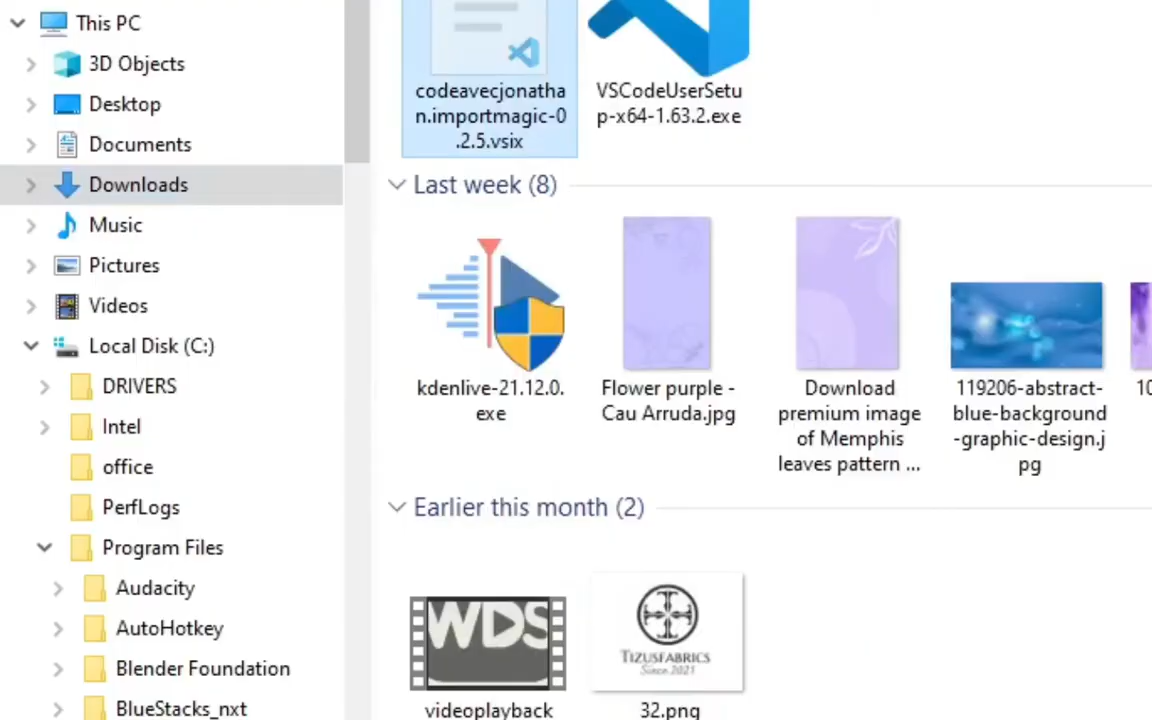 This PC
3D Objects
Desktop
Documents
Downloads
Music
Pictures
Videos
Local Disk (C:)
DRIVERS
Intel
office
PerfLogs
Program Files
Audacity
AutoHotkey
Blender Foundation
BlueStacks_nxt
codeavecjonatha
n.importmagic-0
.2.5.vsix
VSCodeUserSetu
p-x64-1.63.2.exe
Last week (8)
kdenlive-21.12.0.
exe
Flower purple -
Cau Arruda.jpg
Download
premium image
of Memphis
leaves pattern ...
119206-abstract-
blue-background
-graphic-design.j
pg
10
Earlier this month (2)
WDS
videoplayback
TIZUSFABRICS
Since 2021
32.png